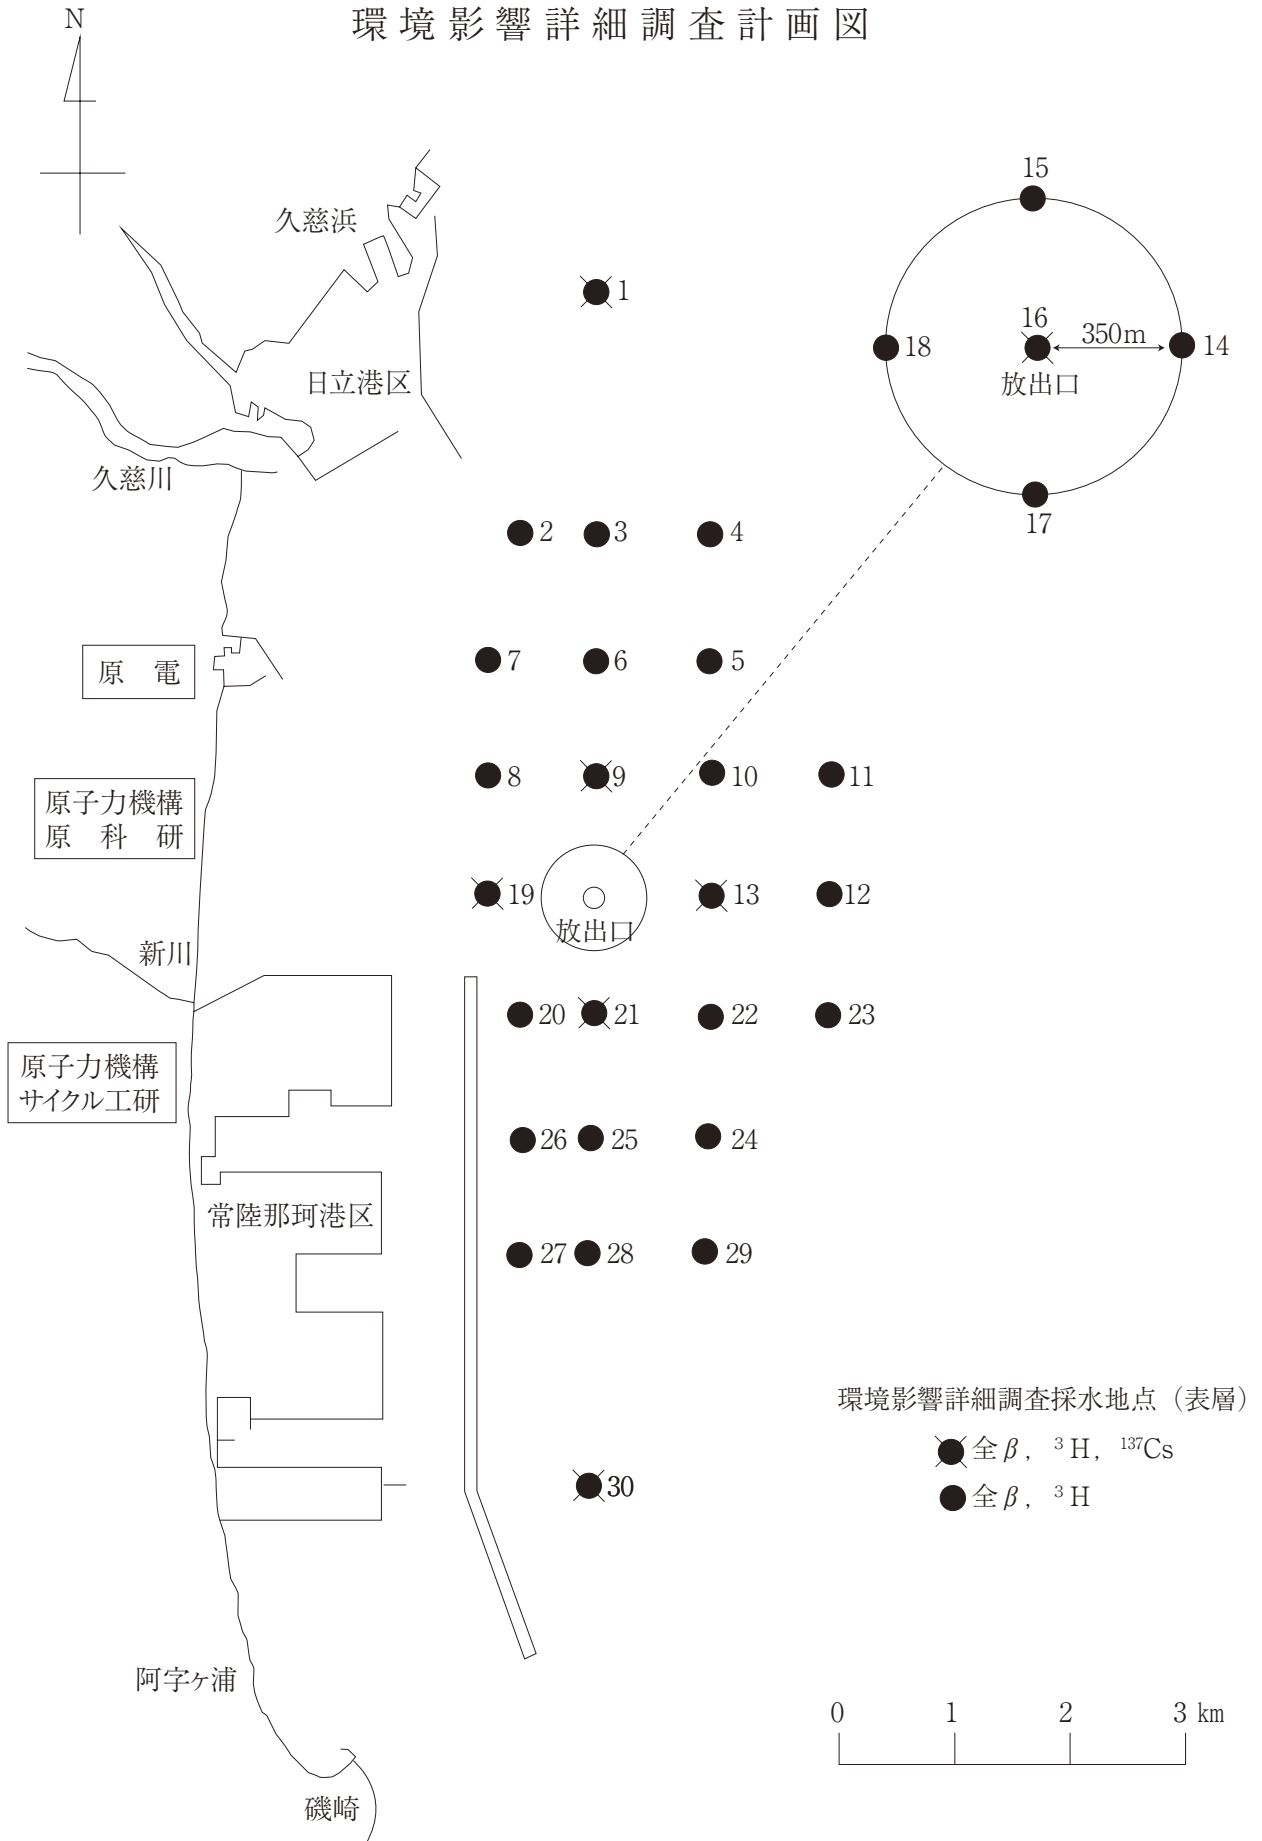 環境影響詳細調査計画図
N
15
久慈浜
1
16
350m
18
14
放出口
日立港区
17
久慈川
2
3
4
7
6
5
原 電
8
9
10
11
原子力機構
原 科 研
19
13
12
放出口
新川
20
21
22
23
原子力機構
サイクル工研
26
25
24
常陸那珂港区
27
28
29
環境影響詳細調査採水地点（表層）
全β, ³H, ¹³⁷Cs
30
全β, ³H
阿字ヶ浦
0 1 2 3 km
磯崎